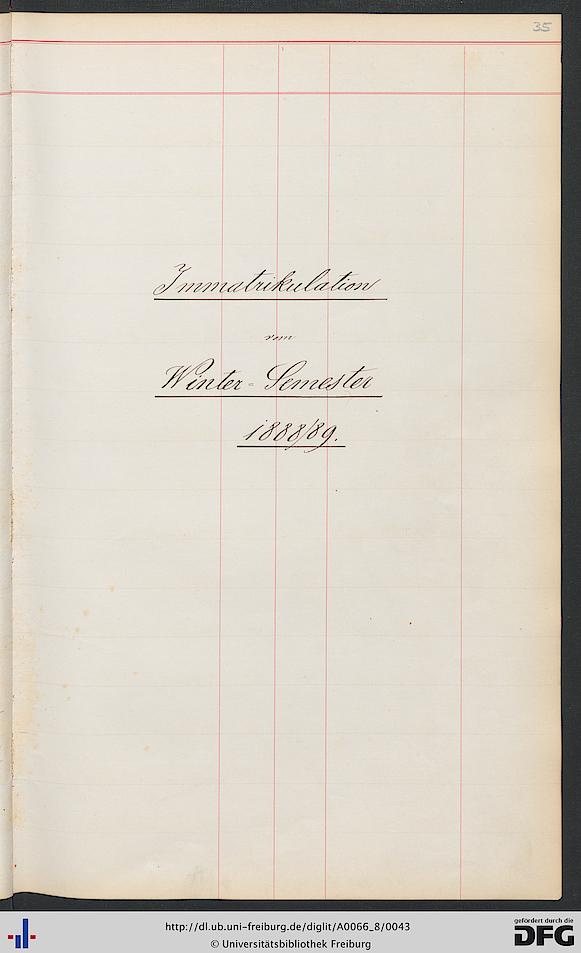 35
Immatrikulation
vom
Winter-Semester
1888/89.
http://dl.ub.uni-freiburg.de/diglit/A0066_8/0043
© Universitätsbibliothek Freiburg
gefördert durch die
DFG